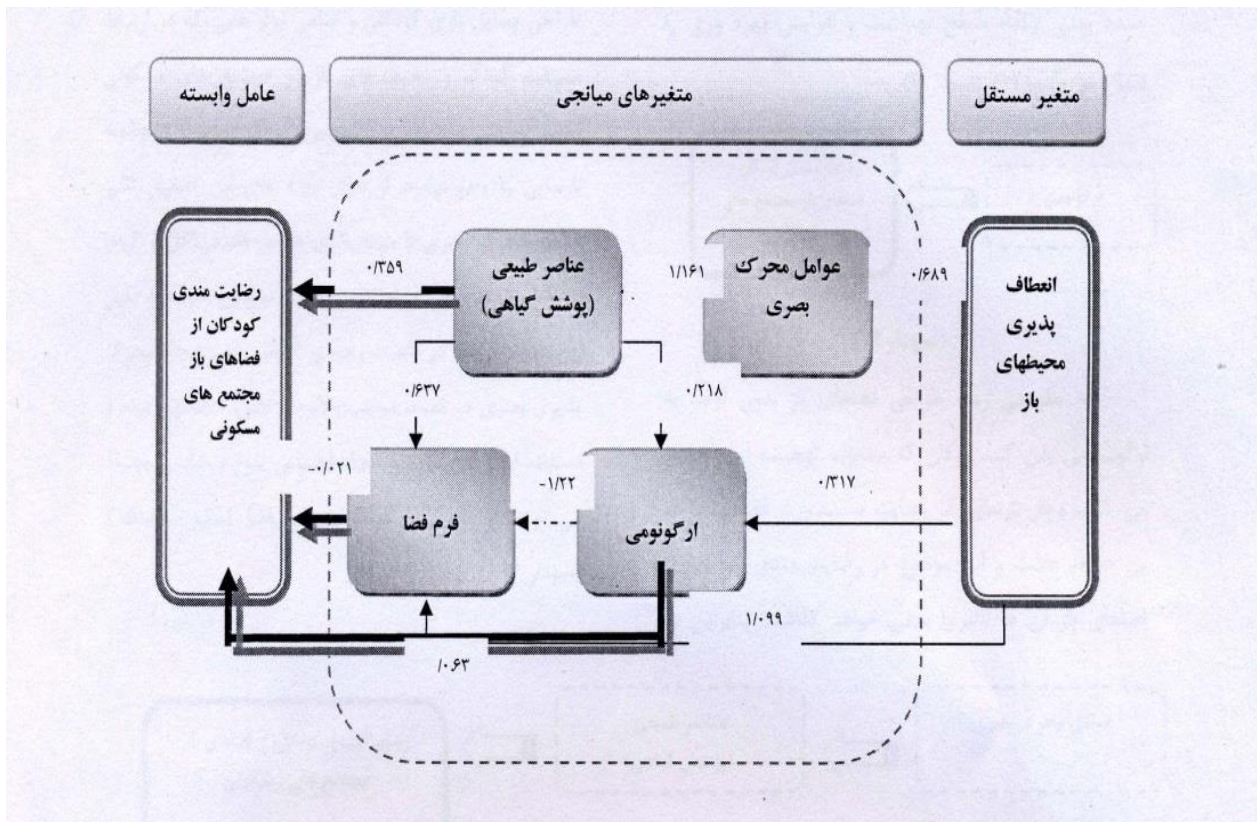 متغیر مستقل
متغیرهای میانجی
عامل وابسته
انعطاف
پذیری
محیطهای
باز
۰/۶۸۹
عوامل محرک
بصری
۱/۱۶۱
عناصر طبیعی
(پوشش گیاهی)
۰/۳۵۹
رضایت مندی
کودکان از
فضاهای باز
مجتمع های
مسکونی
۰/۲۱۸
۰/۶۳۷
۰/۳۱۷
ارگونومی
-۱/۲۲
فرم فضا
-۰/۰۲۱
۱/۰۹۹
/۰۶۳